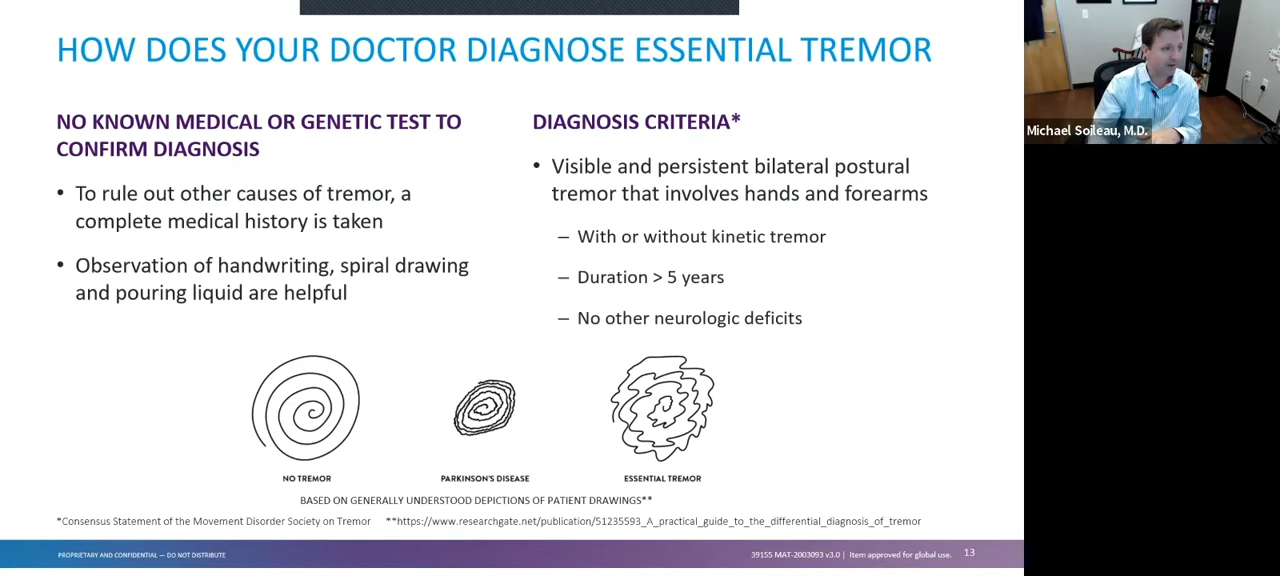 HOW DOES YOUR DOCTOR DIAGNOSE ESSENTIAL TREMOR
NO KNOWN MEDICAL OR GENETIC TEST TO
CONFIRM DIAGNOSIS
• To rule out other causes of tremor, a
complete medical history is taken
• Observation of handwriting, spiral drawing
and pouring liquid are helpful
DIAGNOSIS CRITERIA*
• Visible and persistent bilateral postural
tremor that involves hands and forearms
– With or without kinetic tremor
– Duration > 5 years
– No other neurologic deficits
NO TREMOR
PARKINSON'S DISEASE
ESSENTIAL TREMOR
BASED ON GENERALLY UNDERSTOOD DEPICTIONS OF PATIENT DRAWINGS**
*Consensus Statement of the Movement Disorder Society on Tremor
**https://www.researchgate.net/publication/51235593_A_practical_guide_to_the_differential_diagnosis_of_tremor
PROPRIETARY AND CONFIDENTIAL — DO NOT DISTRIBUTE
39155 MAT-2003093 v3.0 | Item approved for global use.
13
Michael Soileau, M.D.